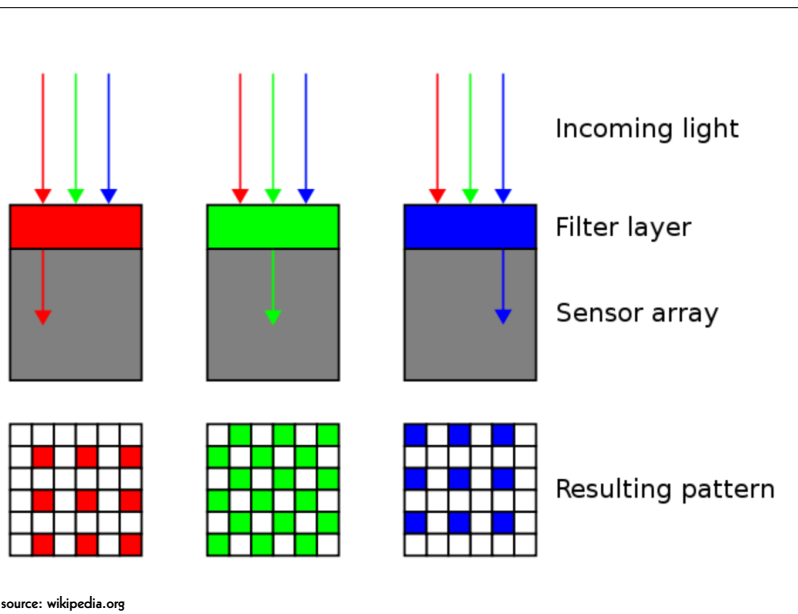 Incoming light
Filter layer
Sensor array
Resulting pattern
source: wikipedia.org